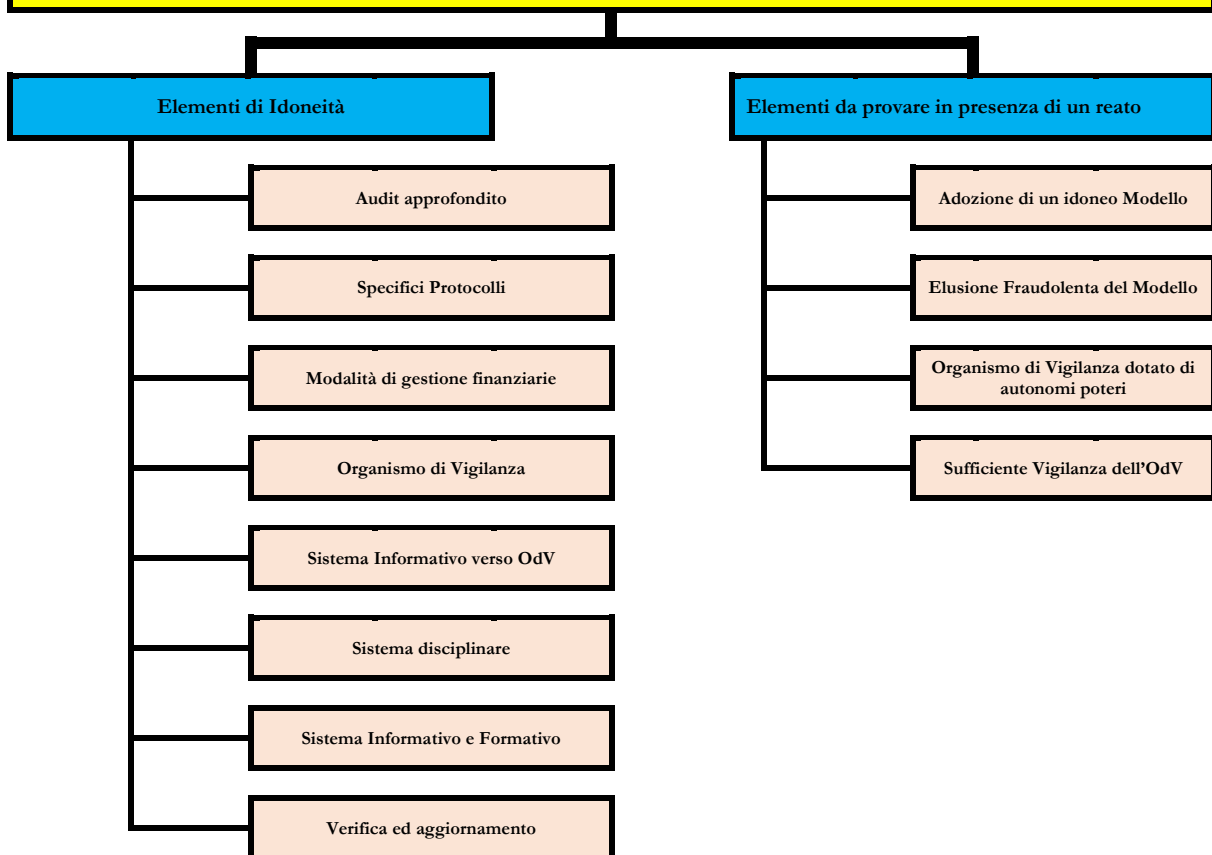 Elementi di Idoneità
Audit approfondito
Specifici Protocolli
Modalità di gestione finanziarie
Organismo di Vigilanza
Sistema Informativo verso OdV
Sistema disciplinare
Sistema Informativo e Formativo
Verifica ed aggiornamento
Elementi da provare in presenza di un reato
Adozione di un idoneo Modello
Elusione Fraudolenta del Modello
Organismo di Vigilanza dotato di
autonomi poteri
Sufficiente Vigilanza dell’OdV